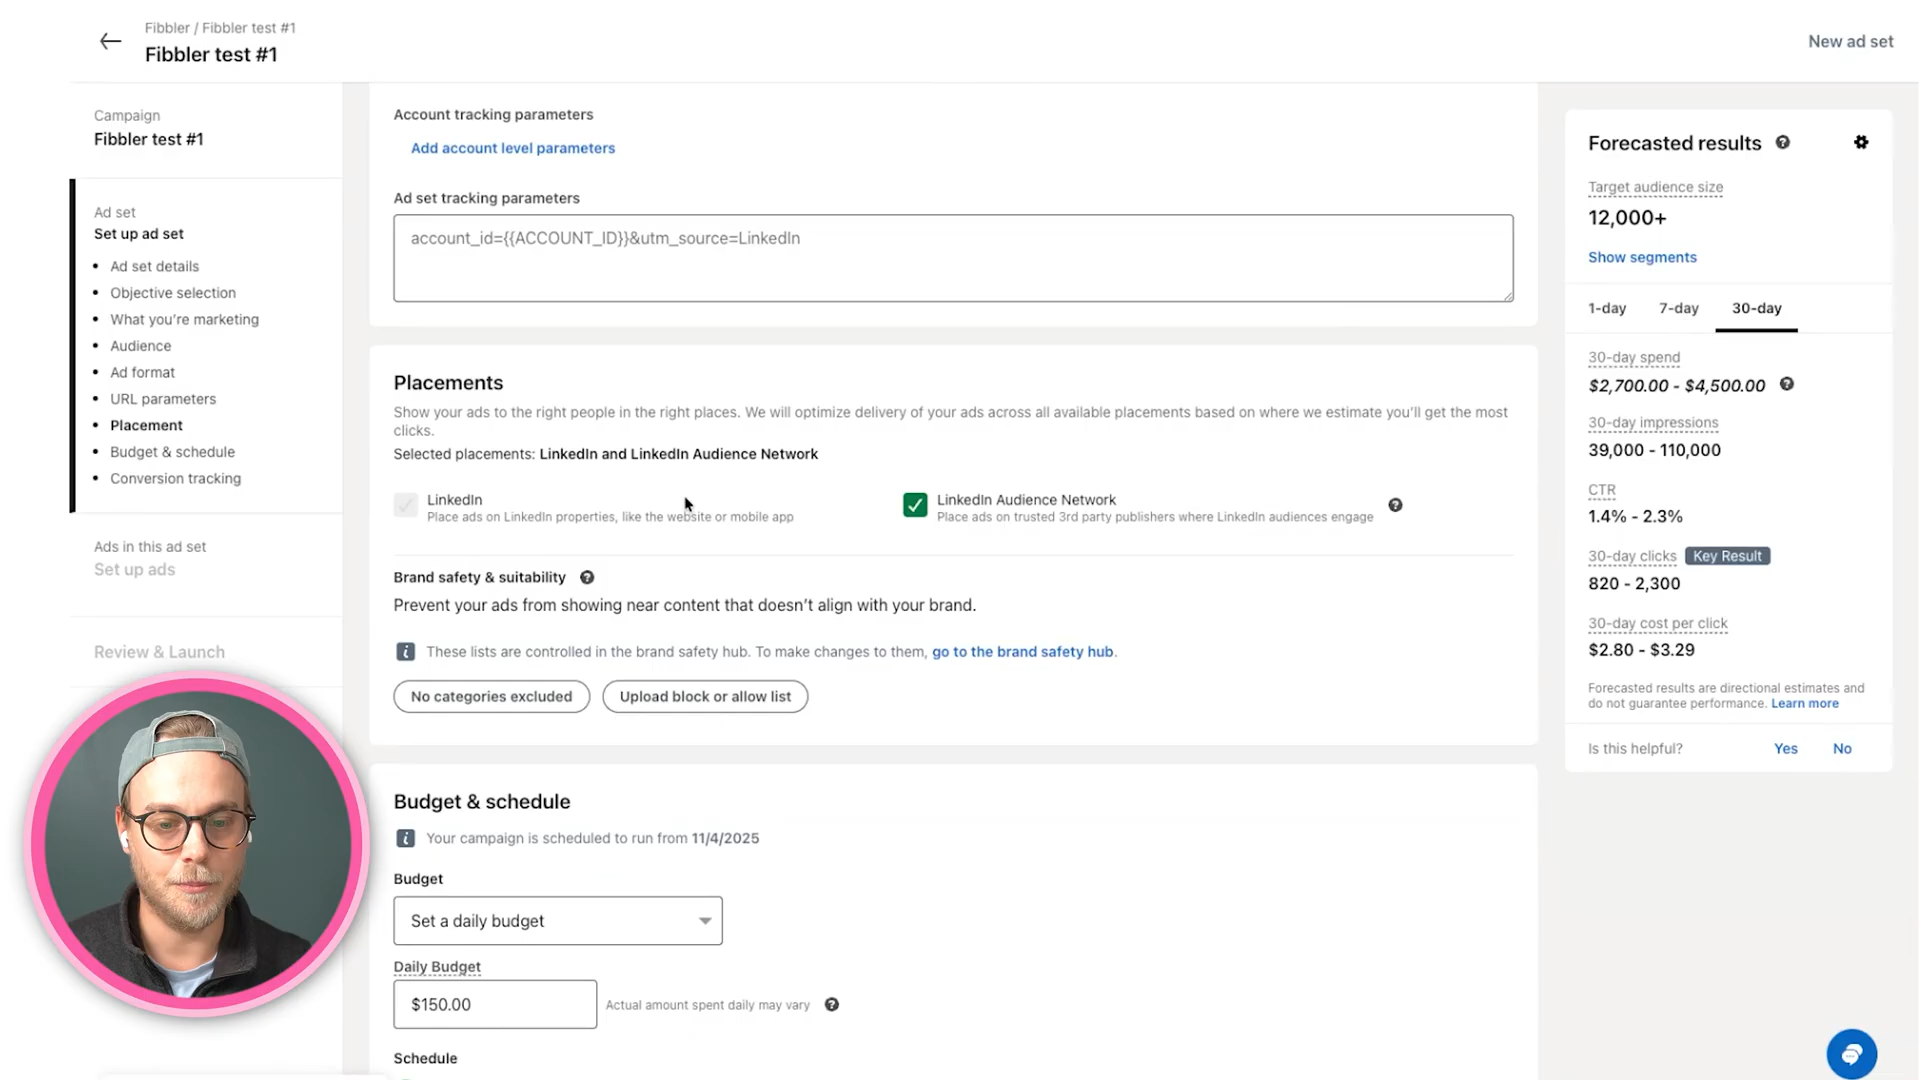 Fibbler / Fibbler test #1
Fibbler test #1
New ad set
Campaign
Fibbler test #1
Ad set
Set up ad set
Ad set details
Objective selection
What you're marketing
Audience
Ad format
URL parameters
Placement
Budget & schedule
Conversion tracking
Ads in this ad set
Set up ads
Review & Launch
Account tracking parameters
Add account level parameters
Ad set tracking parameters
account_id={{ACCOUNT_ID}}&utm_source=LinkedIn
Placements
Show your ads to the right people in the right places. We will optimize delivery of your ads across all available placements based on where we estimate you'll get the most
clicks.
Selected placements: LinkedIn and LinkedIn Audience Network
LinkedIn
Place ads on LinkedIn properties, like the website or mobile app
LinkedIn Audience Network
Place ads on trusted 3rd party publishers where LinkedIn audiences engage
Brand safety & suitability
Prevent your ads from showing near content that doesn't align with your brand.
These lists are controlled in the brand safety hub. To make changes to them, go to the brand safety hub.
No categories excluded
Upload block or allow list
Budget & schedule
Your campaign is scheduled to run from 11/4/2025
Budget
Set a daily budget
Daily Budget
$150.00
Actual amount spent daily may vary
Schedule
Forecasted results
Target audience size
12,000+
Show segments
1-day 7-day 30-day
30-day spend
$2,700.00 - $4,500.00
30-day impressions
39,000 - 110,000
CTR
1.4% - 2.3%
30-day clicks Key Result
820 - 2,300
30-day cost per click
$2.80 - $3.29
Forecasted results are directional estimates and
do not guarantee performance. Learn more
Is this helpful? Yes No